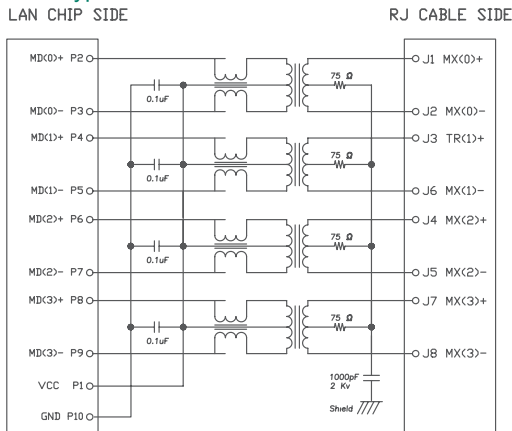 LAN CHIP SIDE RJ CABLE SIDE
MD(0)+ P2 J1 MX(0)+
75 Ω
0.1uF
MD(0)- P3 J2 MX(0)-
MD(1)+ P4 J3 TR(1)+
75 Ω
0.1uF
MD(1)- P5 J6 MX(1)-
MD(2)+ P6 J4 MX(2)+
75 Ω
0.1uF
MD(2)- P7 J5 MX(2)-
MD(3)+ P8 J7 MX(3)+
75 Ω
0.1uF
MD(3)- P9 J8 MX(3)-
VCC P1
1000pF
2 Kv
GND P10
Shield